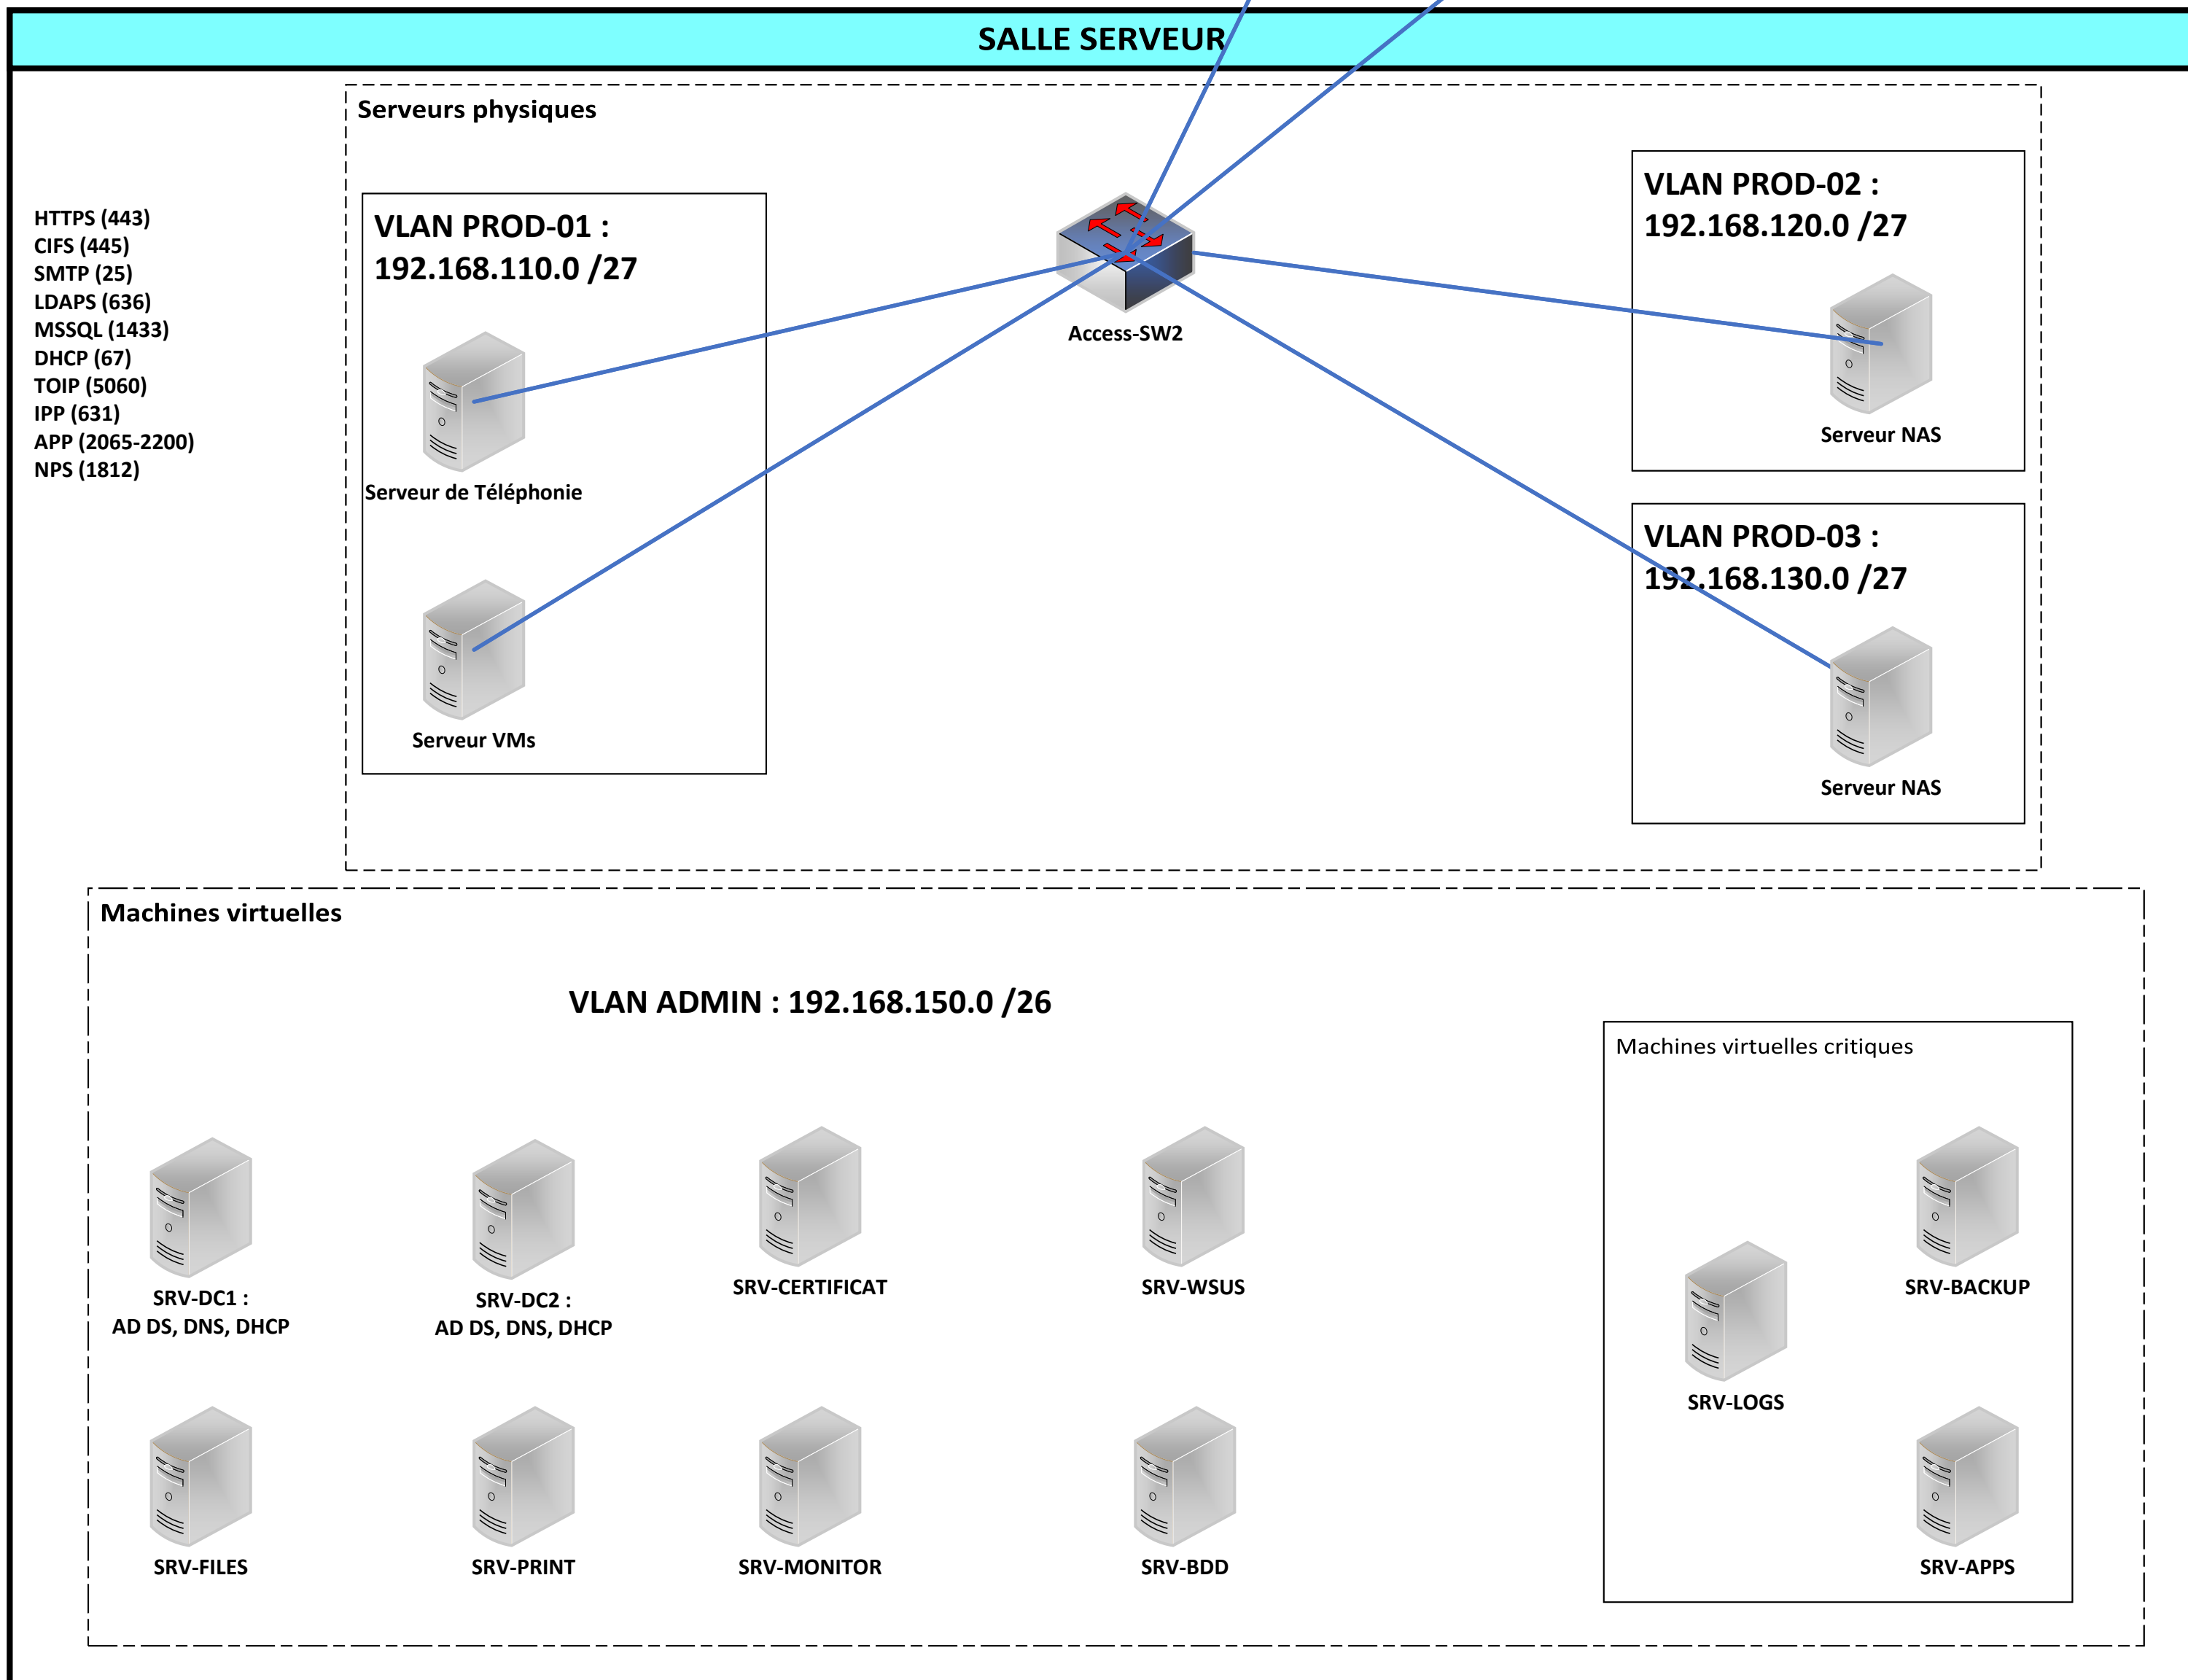 SALLE SERVEUR
Serveurs physiques
HTTPS (443)
CIFS (445)
SMTP (25)
LDAPS (636)
MSSQL (1433)
DHCP (67)
TOIP (5060)
IPP (631)
APP (2065-2200)
NPS (1812)
VLAN PROD-01 :
192.168.110.0 /27
Serveur de Téléphonie
Serveur VMs
Access-SW2
VLAN PROD-02 :
192.168.120.0 /27
Serveur NAS
VLAN PROD-03 :
192.168.130.0 /27
Serveur NAS
Machines virtuelles
VLAN ADMIN : 192.168.150.0 /26
SRV-DC1 :
AD DS, DNS, DHCP
SRV-DC2 :
AD DS, DNS, DHCP
SRV-CERTIFICAT
SRV-WSUS
SRV-FILES
SRV-PRINT
SRV-MONITOR
SRV-BDD
Machines virtuelles critiques
SRV-BACKUP
SRV-LOGS
SRV-APPS